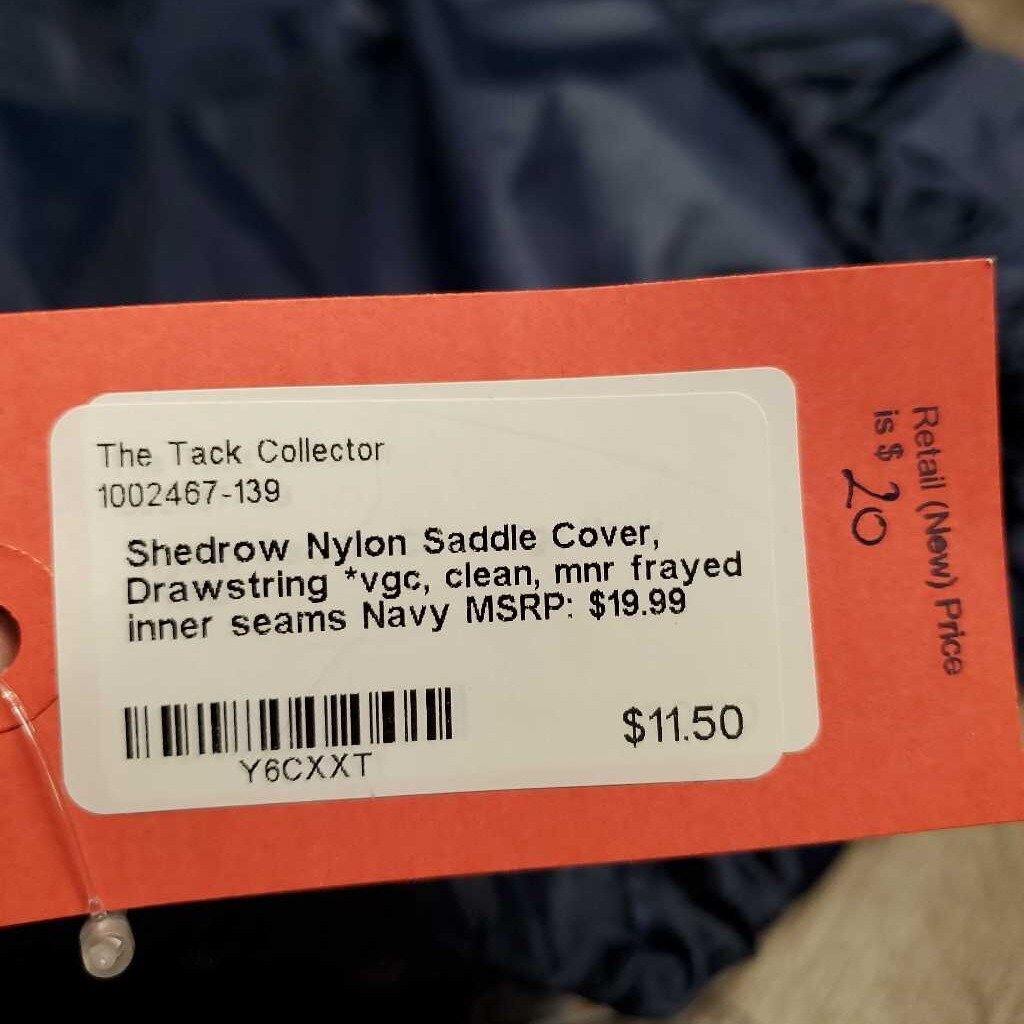 The Tack Collector
1002467-139
Shedrow Nylon Saddle Cover,
Drawstring *vgc, clean, mnr frayed
inner seams Navy MSRP: $19.99
Y6CXXT
$11.50
Retail (New) Price
is $ 20